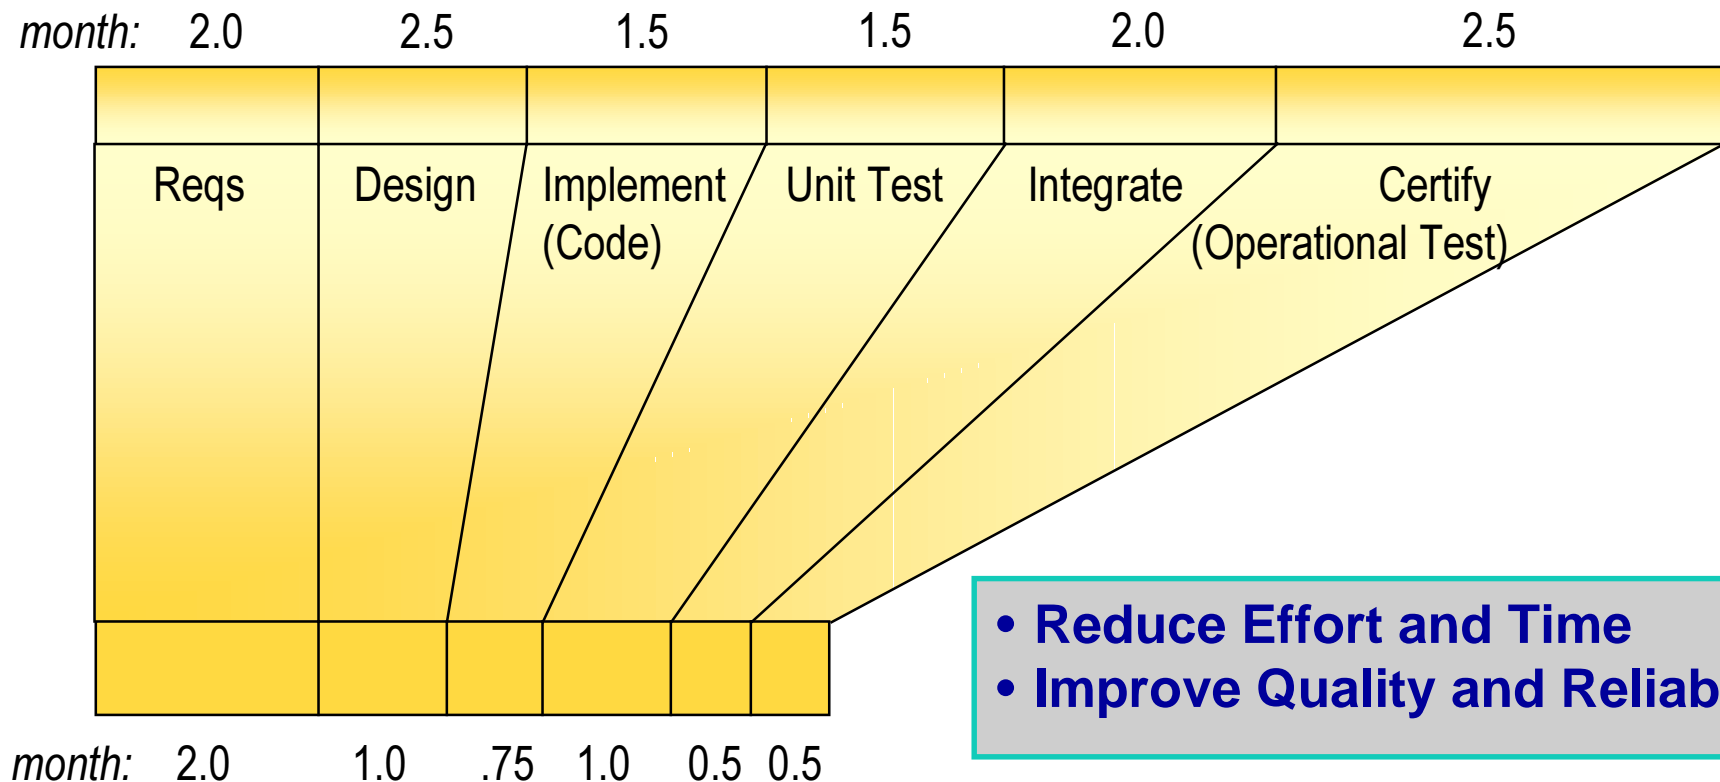 month: 2.0 2.5 1.5 1.5 2.0 2.5
Reqs Design Implement Unit Test Integrate Certify
(Code) (Operational Test)
• Reduce Effort and Time
• Improve Quality and Reliab
month: 2.0 1.0 .75 1.0 0.5 0.5